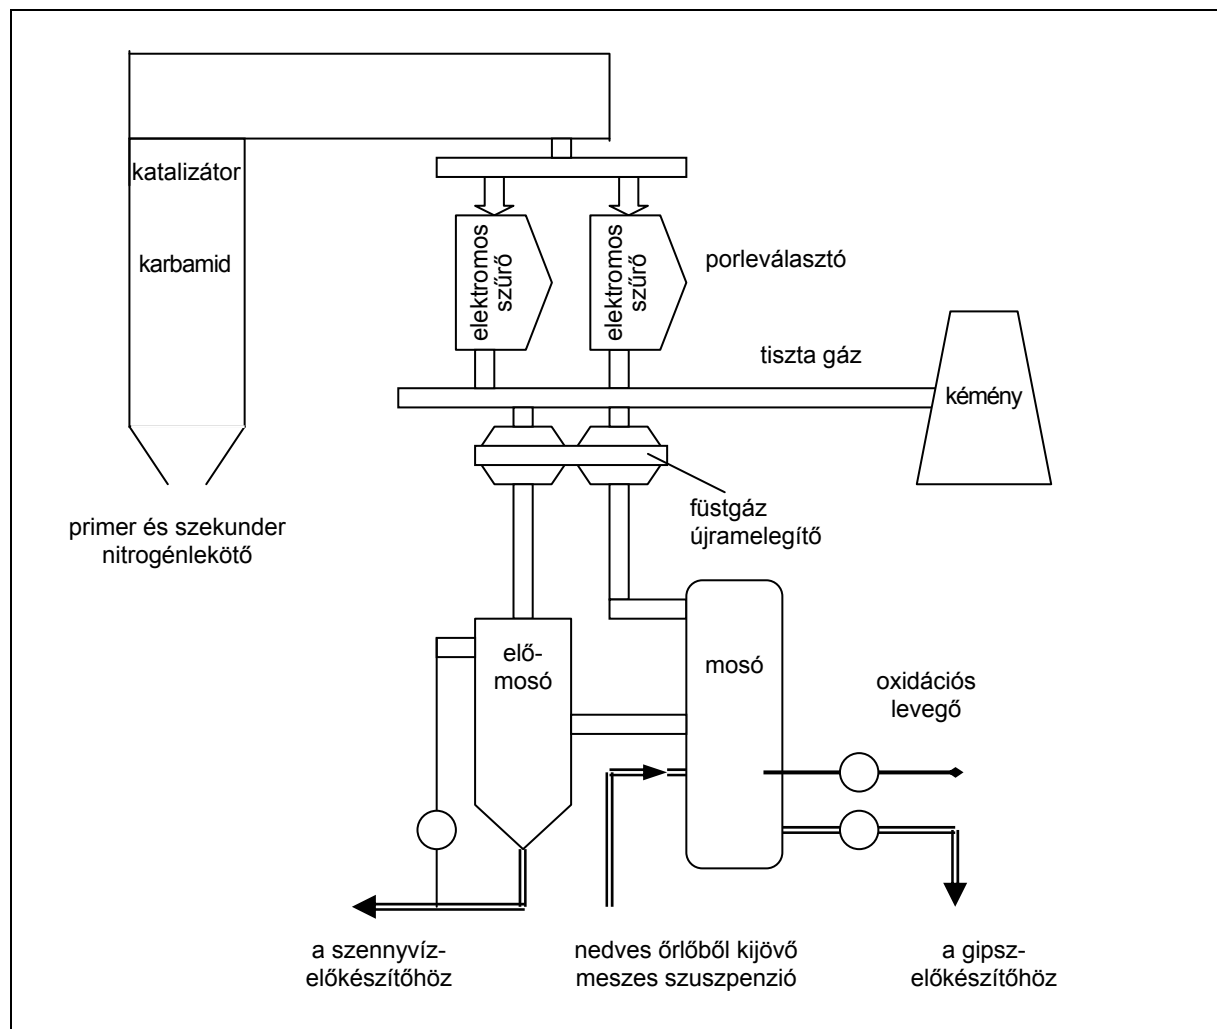 katalizátor
karbamid
elektromos
szűrő
elektromos
szűrő
porleválasztó
tiszta gáz
kémény
primer és szekunder
nitrogénlekötő
füstgáz
újramelegítő
elő-
mosó
mosó
oxidációs
levegő
a szennyvíz-
előkészítőhöz
nedves őrlőből kijövő
meszes szuszpenzió
a gipsz-
előkészítőhöz